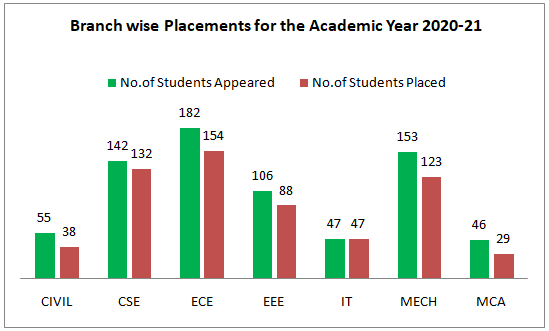 Branch wise Placements for the Academic Year 2020-21
No.of Students Appeared No.of Students Placed
55 38 142 132 182 154 106 88 47 47 153 123 46 29
CIVIL CSE ECE EEE IT MECH MCA